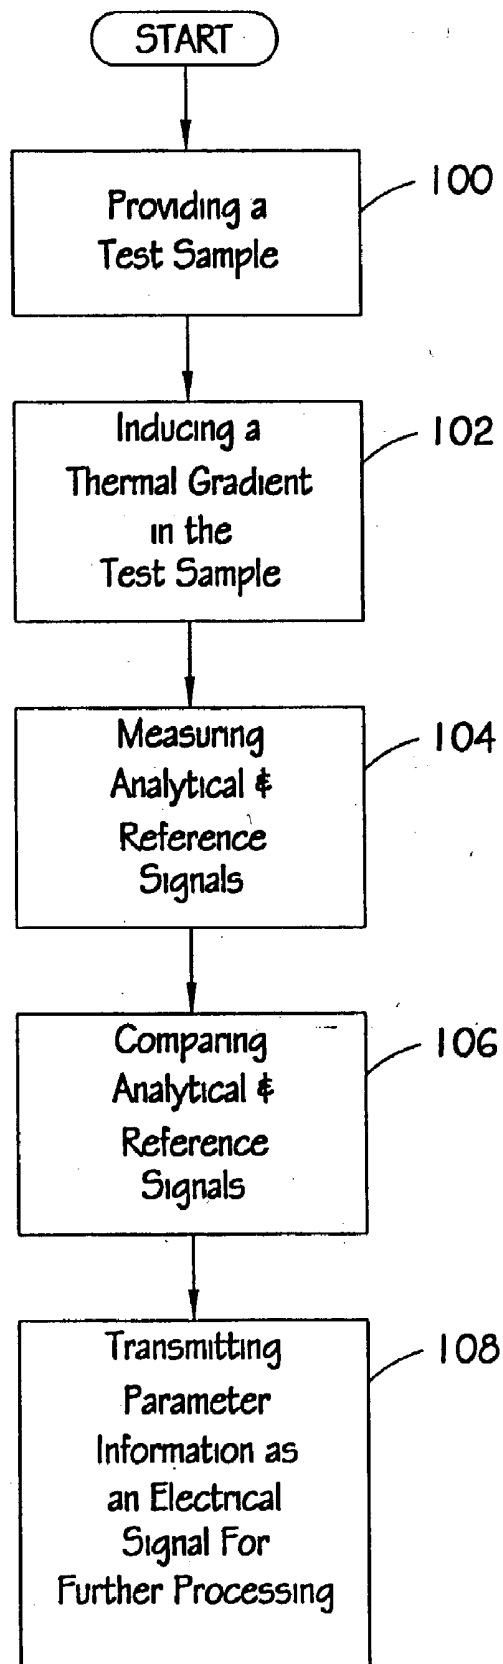 START
100
Providing a
Test Sample
102
Inducing a
Thermal Gradient
in the
Test Sample
104
Measuring
Analytical &
Reference
Signals
106
Comparing
Analytical &
Reference
Signals
108
Transmitting
Parameter
Information as
an Electrical
Signal For
Further Processing